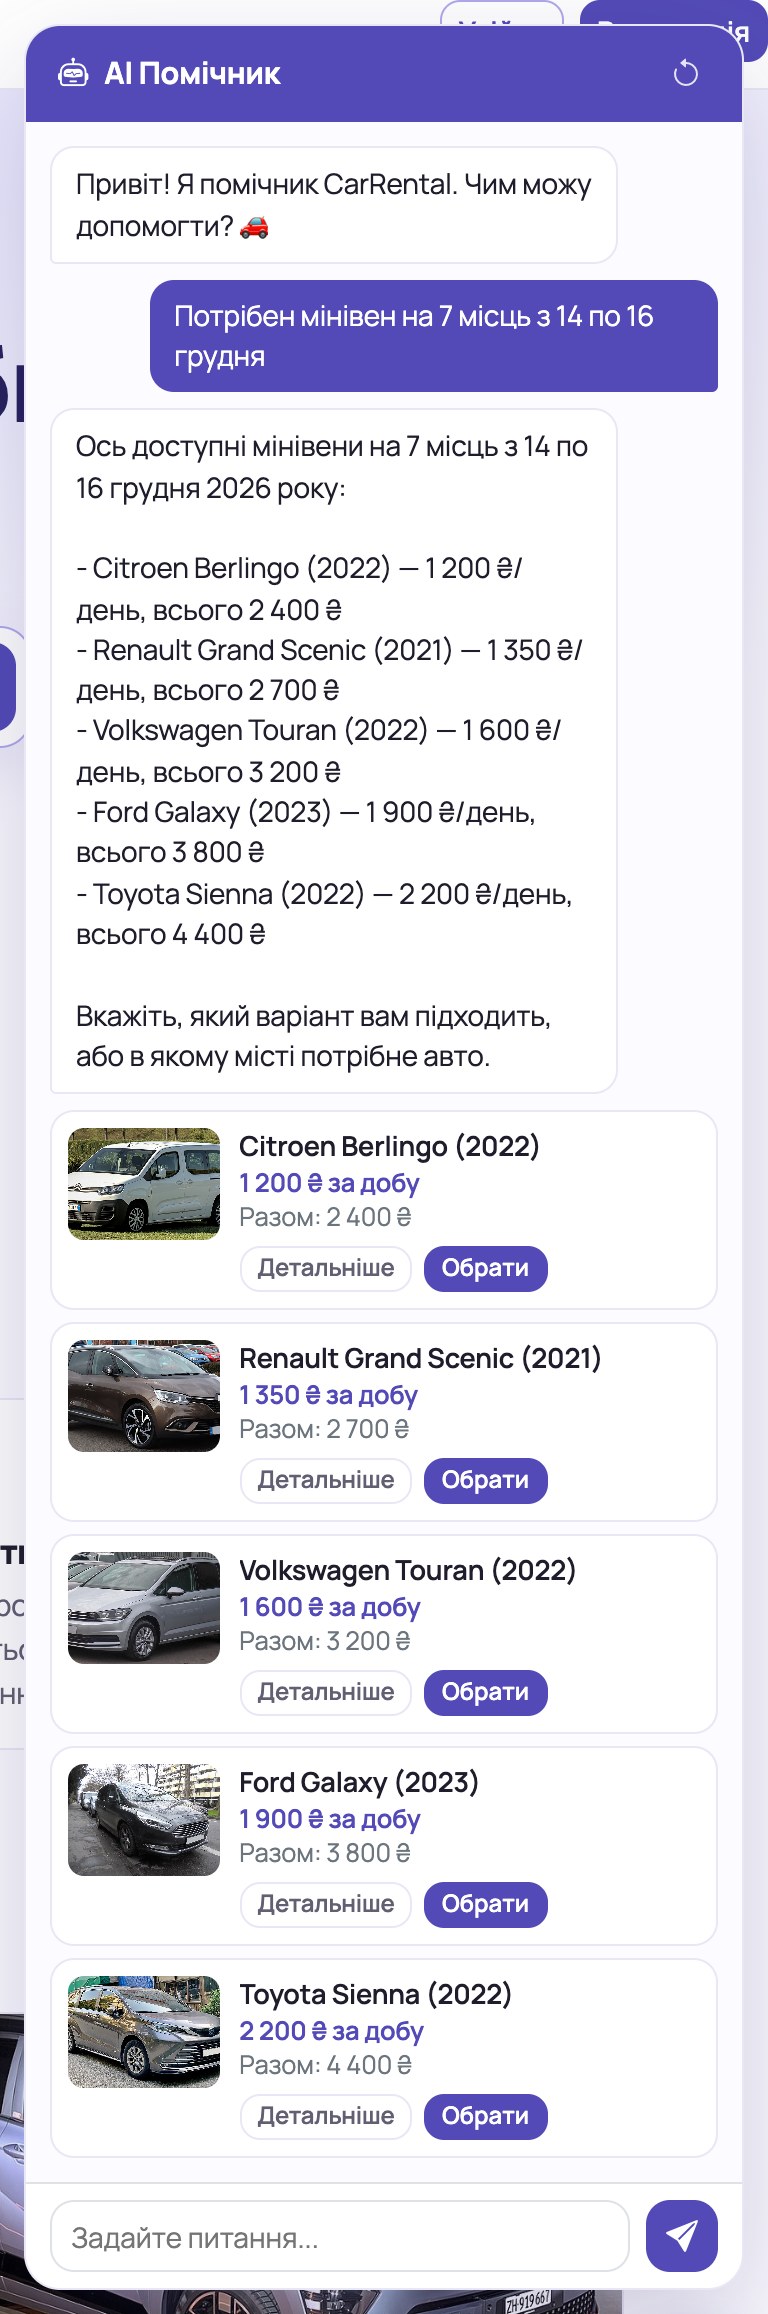 AI Помічник
Привіт! Я помічник CarRental. Чим можу
допомогти?
Потрібен мінівен на 7 місць з 14 по 16
грудня
Ось доступні мінівени на 7 місць з 14 по
16 грудня 2026 року:
- Citroen Berlingo (2022) — 1 200 ₴/
день, всього 2 400 ₴
- Renault Grand Scenic (2021) — 1 350 ₴/
день, всього 2 700 ₴
- Volkswagen Touran (2022) — 1 600 ₴/
день, всього 3 200 ₴
- Ford Galaxy (2023) — 1 900 ₴/день,
всього 3 800 ₴
- Toyota Sienna (2022) — 2 200 ₴/день,
всього 4 400 ₴
Вкажіть, який варіант вам підходить,
або в якому місті потрібне авто.
Citroen Berlingo (2022)
1 200 ₴ за добу
Разом: 2 400 ₴
Детальніше Обрати
Renault Grand Scenic (2021)
1 350 ₴ за добу
Разом: 2 700 ₴
Детальніше Обрати
Volkswagen Touran (2022)
1 600 ₴ за добу
Разом: 3 200 ₴
Детальніше Обрати
Ford Galaxy (2023)
1 900 ₴ за добу
Разом: 3 800 ₴
Детальніше Обрати
Toyota Sienna (2022)
2 200 ₴ за добу
Разом: 4 400 ₴
Детальніше Обрати
Задайте питання...
ZH·919667